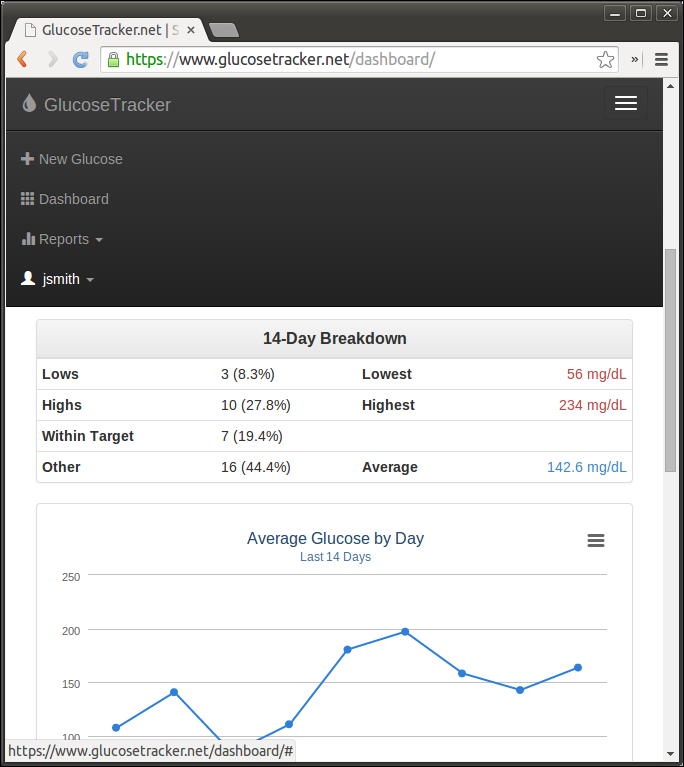 GlucoseTracker.net | S
https://www.glucosetracker.net/dashboard/
»
GlucoseTracker
New Glucose
Dashboard
Reports
jsmith
14-Day Breakdown
Lows 3 (8.3%) Lowest 56 mg/dL
Highs 10 (27.8%) Highest 234 mg/dL
Within Target 7 (19.4%)
Other 16 (44.4%) Average 142.6 mg/dL
Average Glucose by Day
Last 14 Days
250
200
150
100
https://www.glucosetracker.net/dashboard/#